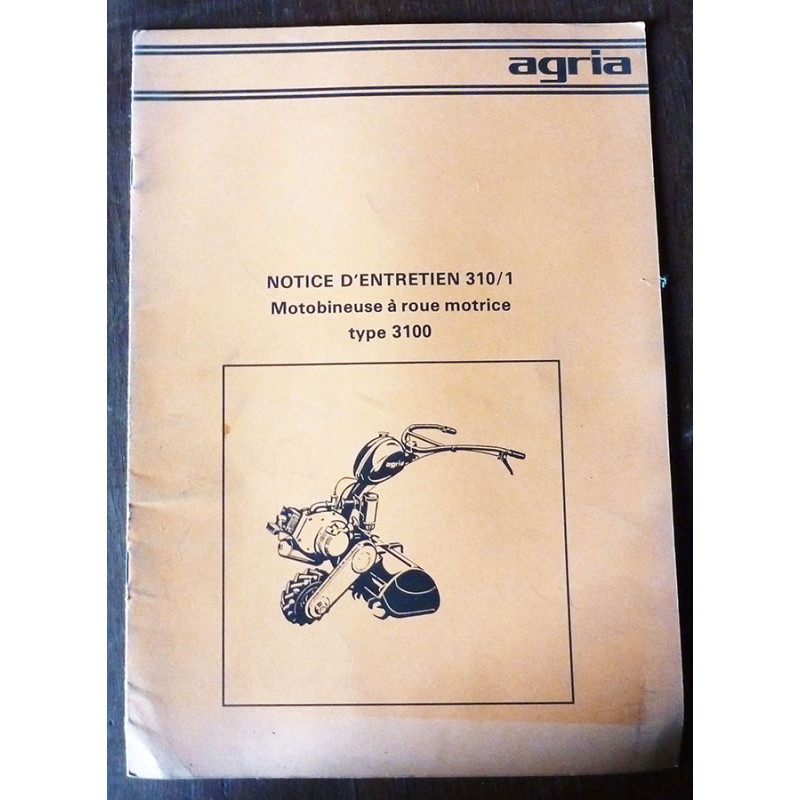 agria
NOTICE D'ENTRETIEN 310/1
Motobineuse à roue motrice
type 3100
agria